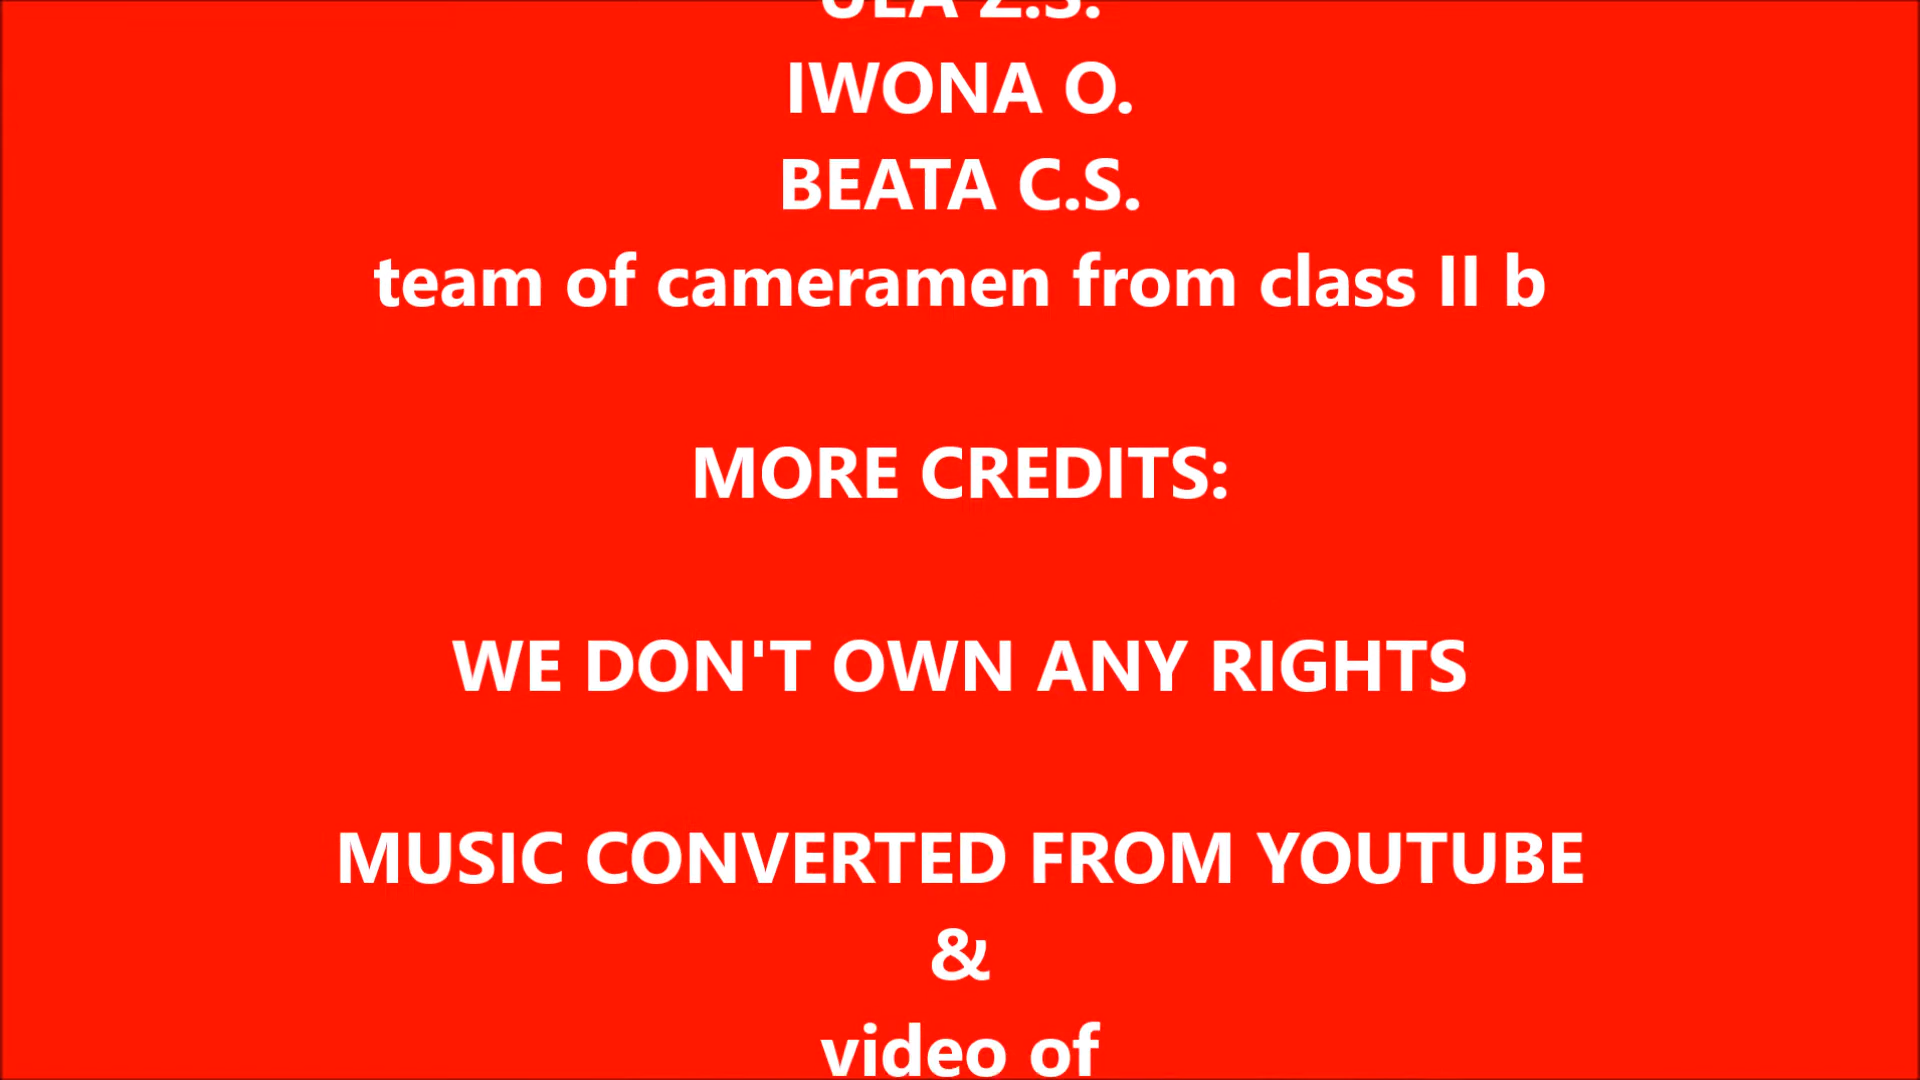 ULA Z.S.
IWONA O.
BEATA C.S.
team of cameramen from class II b
MORE CREDITS:
WE DON'T OWN ANY RIGHTS
MUSIC CONVERTED FROM YOUTUBE
&
video of